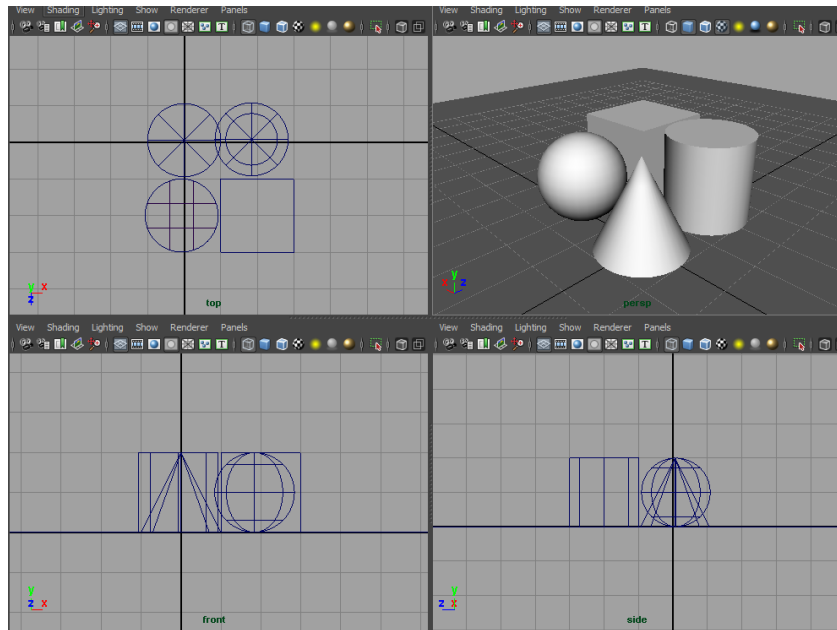 View Shading Lighting Show Renderer Panels
View Shading Lighting Show Renderer Panels
T
y x
z
top
y
x z
persp
View Shading Lighting Show Renderer Panels
View Shading Lighting Show Renderer Panels
T
T
y
z x
front
y
z x
side